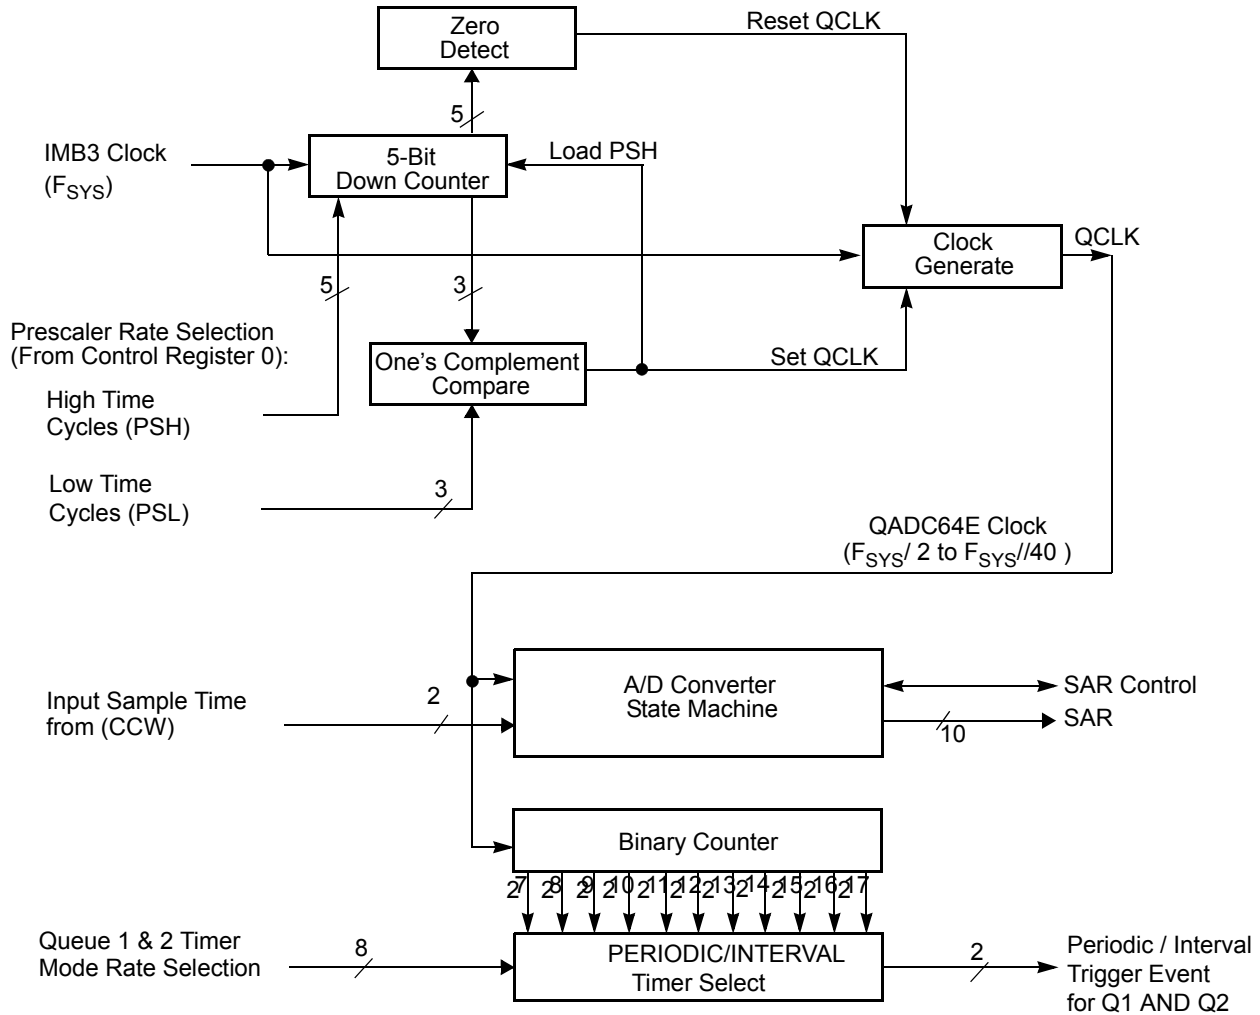 Zero
Detect
Reset QCLK
5
IMB3 Clock
(FSYS)
5-Bit
Down Counter
Load PSH
Clock
Generate
QCLK
5
3
Prescaler Rate Selection
(From Control Register 0):
One's Complement
Compare
Set QCLK
High Time
Cycles (PSH)
Low Time
Cycles (PSL)
3
QADC64E Clock
(FSYS/ 2 to FSYS//40 )
Input Sample Time
from (CCW)
2
A/D Converter
State Machine
SAR Control
SAR
10
Binary Counter
27 28 29 210 211 212 213 214 215 216 217
Queue 1 & 2 Timer
Mode Rate Selection
8
PERIODIC/INTERVAL
Timer Select
2
Periodic / Interval
Trigger Event
for Q1 AND Q2